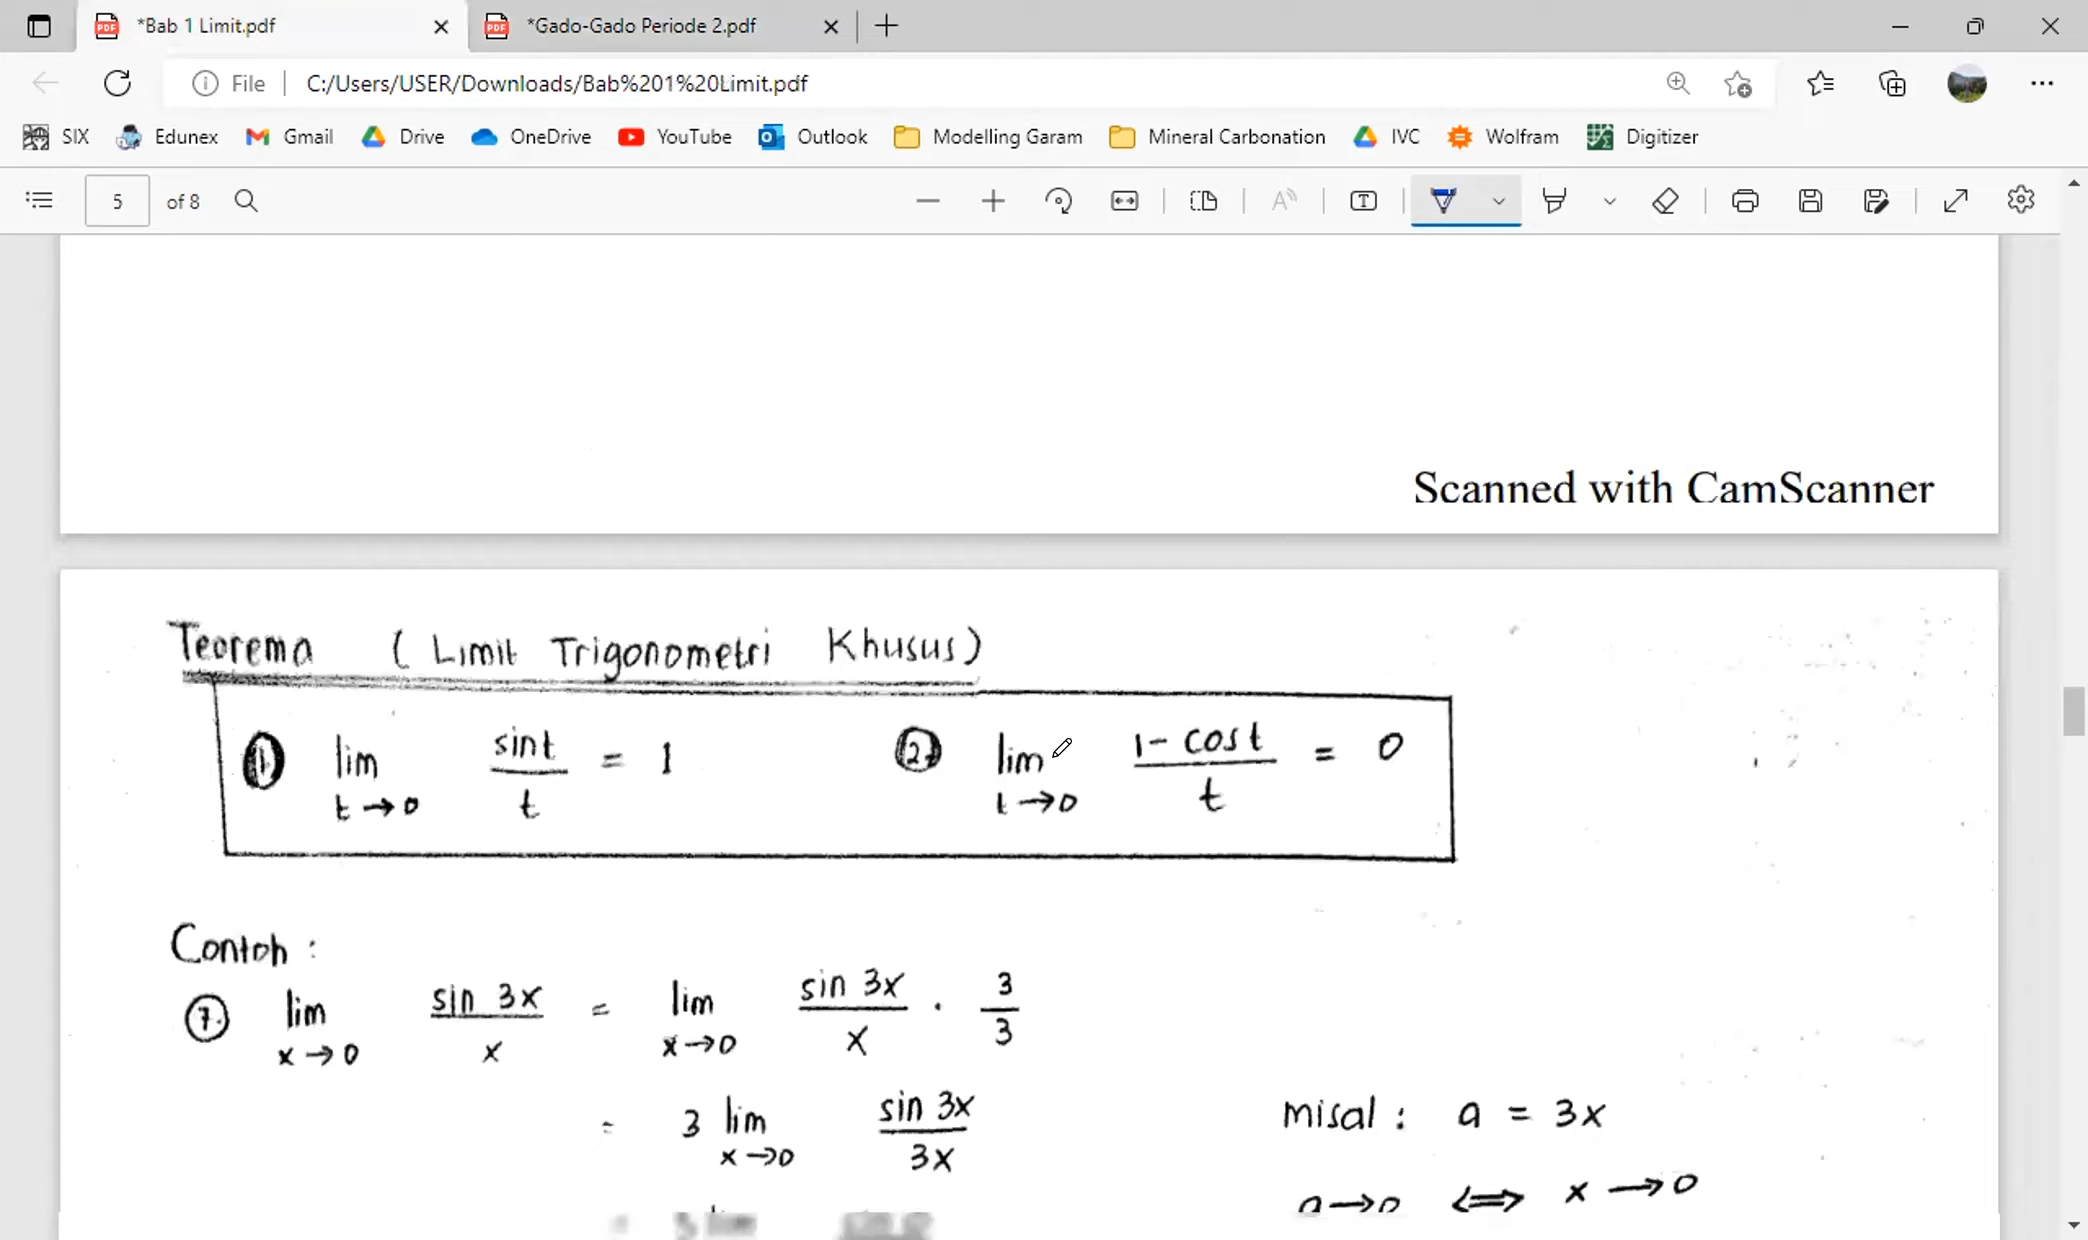 *Bab 1 Limit.pdf
*Gado-Gado Periode 2.pdf
File C:/Users/USER/Downloads/Bab%201%20Limit.pdf
SIX Edunex Gmail Drive OneDrive YouTube Outlook Modelling Garam Mineral Carbonation IVC Wolfram Digitizer
5 of 8
Scanned with CamScanner
Teorema ( Limit Trigonometri Khusus)
① lim t→0 sin t / t = 1 ② lim t→0 1 - cos t / t = 0
Contoh :
⑦ lim x→0 sin 3x / x = lim x→0 sin 3x / x . 3/3
= 3 lim x→0 sin 3x / 3x misal : a = 3x
a→0 ⟺ x→0